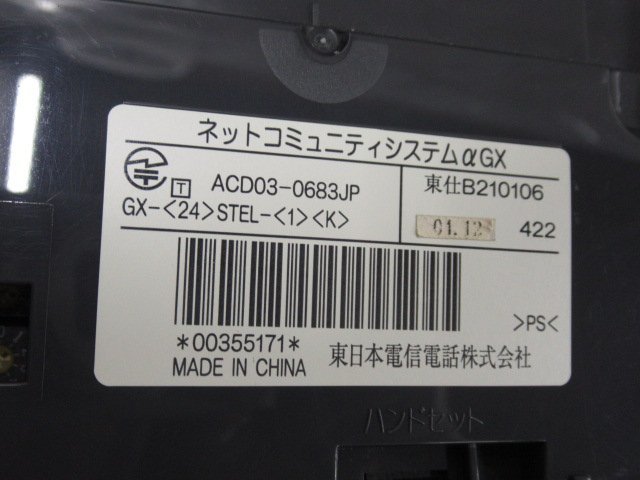 ネットコミュニティシステムαGX
T ACD03-0683JP
GX-<24>STEL-<1><K>
東仕B210106
01.12 422
*00355171*
MADE IN CHINA
>PS<
東日本電信電話株式会社
ハンドセット